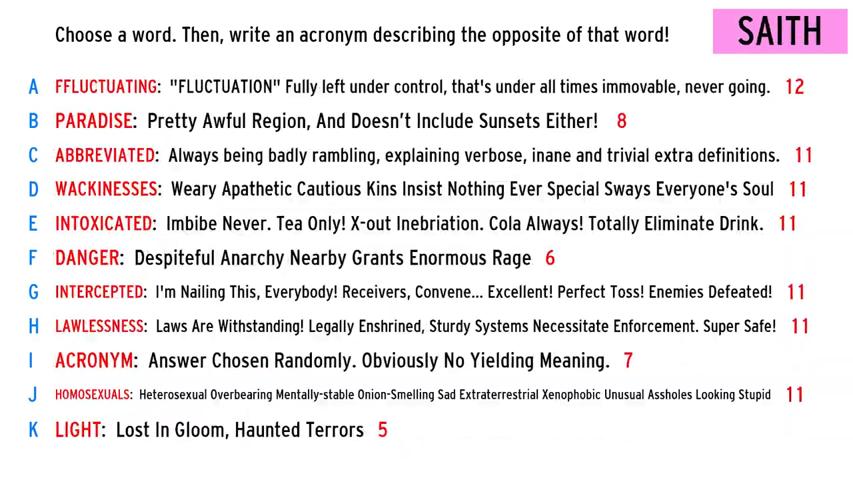 Choose a word. Then, write an acronym describing the opposite of that word!
SAITH
A FFLUCTUATING: "FLUCTUATION" Fully left under control, that's under all times immovable, never going. 12
B PARADISE: Pretty Awful Region, And Doesn't Include Sunsets Either! 8
C ABBREVIATED: Always being badly rambling, explaining verbose, inane and trivial extra definitions. 11
D WACKINESSES: Weary Apathetic Cautious Kins Insist Nothing Ever Special Sways Everyone's Soul 11
E INTOXICATED: Imbibe Never. Tea Only! X-out Inebriation. Cola Always! Totally Eliminate Drink. 11
F DANGER: Despiteful Anarchy Nearby Grants Enormous Rage 6
G INTERCEPTED: I'm Nailing This, Everybody! Receivers, Convene... Excellent! Perfect Toss! Enemies Defeated! 11
H LAWLESSNESS: Laws Are Withstanding! Legally Enshrined, Sturdy Systems Necessitate Enforcement. Super Safe! 11
I ACRONYM: Answer Chosen Randomly. Obviously No Yielding Meaning. 7
J HOMOSEXUALS: Heterosexual Overbearing Mentally-stable Onion-Smelling Sad Extraterrestrial Xenophobic Unusual Assholes Looking Stupid 11
K LIGHT: Lost In Gloom, Haunted Terrors 5